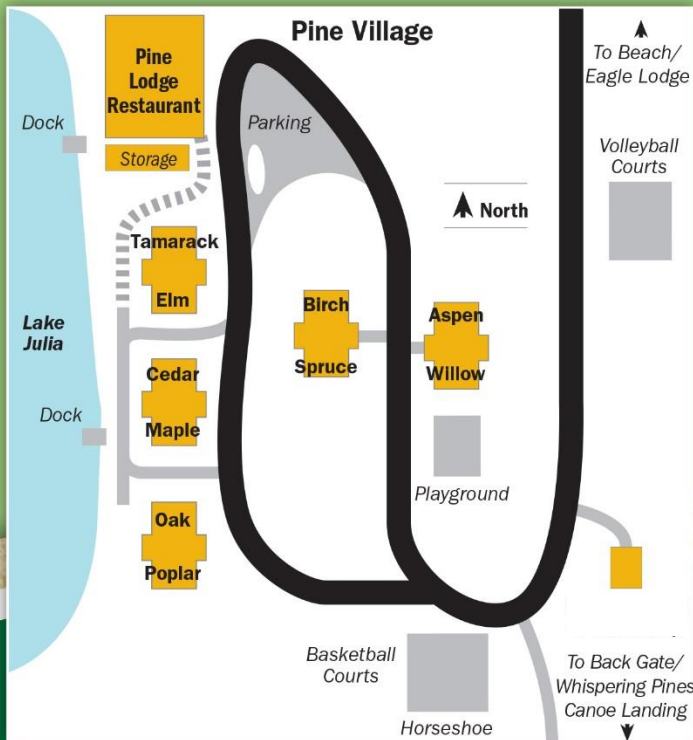 Pine Village
Pine
Lodge
Restaurant
To Beach/
Eagle Lodge
Dock
Parking
Storage
Volleyball
Courts
North
Tamarack
Elm
Birch
Spruce
Aspen
Willow
Lake
Julia
Cedar
Maple
Dock
Playground
Oak
Poplar
Basketball
Courts
Horseshoe
To Back Gate/
Whispering Pines
Canoe Landing